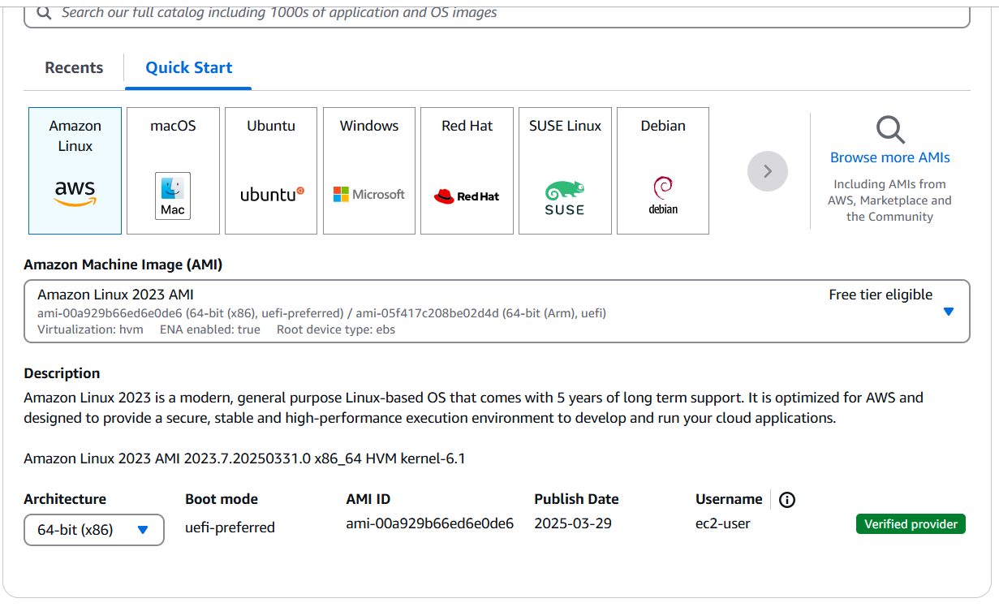 Search our full catalog including 1000s of application and OS images
Recents
Quick Start
Amazon
Linux
aws
macOS
Mac
Ubuntu
ubuntu
Windows
Microsoft
Red Hat
Red Hat
SUSE Linux
SUSE
Debian
debian
Browse more AMIs
Including AMIs from
AWS, Marketplace and
the Community
Amazon Machine Image (AMI)
Amazon Linux 2023 AMI
Free tier eligible
ami-00a929b66ed6e0de6 (64-bit (x86), uefi-preferred) / ami-05f417c208be02d4d (64-bit (Arm), uefi)
Virtualization: hvm ENA enabled: true Root device type: ebs
Description
Amazon Linux 2023 is a modern, general purpose Linux-based OS that comes with 5 years of long term support. It is optimized for AWS and
designed to provide a secure, stable and high-performance execution environment to develop and run your cloud applications.
Amazon Linux 2023 AMI 2023.7.20250331.0 x86_64 HVM kernel-6.1
Architecture Boot mode AMI ID Publish Date Username
64-bit (x86) uefi-preferred ami-00a929b66ed6e0de6 2025-03-29 ec2-user Verified provider